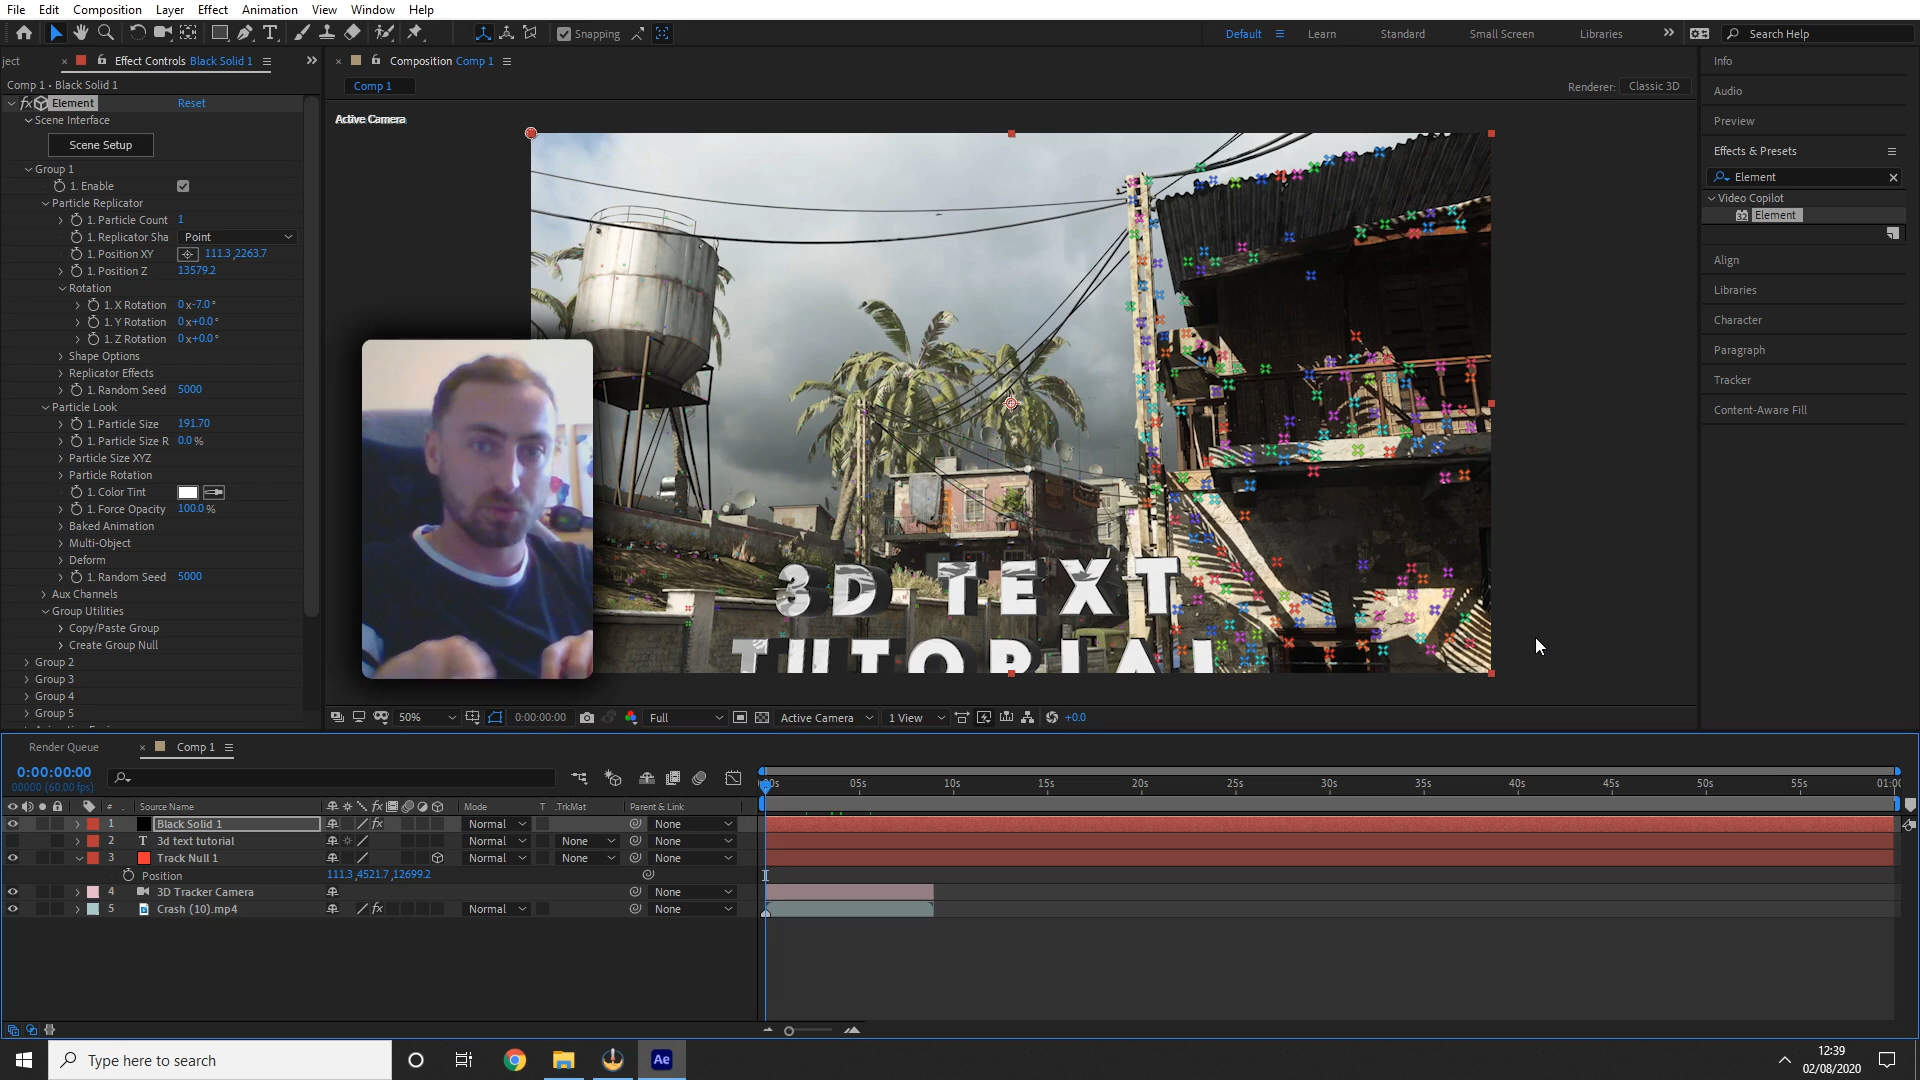 File Edit Composition Layer Effect Animation View Window Help
Snapping
Default Learn Standard Small Screen Libraries Search Help
ject Effect Controls Black Solid 1
Composition Comp 1
Info
Comp 1 • Black Solid 1
Comp 1
Renderer: Classic 3D
Audio
fx Element Reset
Active Camera
Preview
Scene Interface
Scene Setup
Effects & Presets
Group 1
Element
1. Enable
Video Copilot
Particle Replicator
32 Element
1. Particle Count 1
1. Replicator Sha Point
1. Position XY 111.3,2263.7
Align
1. Position Z 13579.2
Rotation
Libraries
1. X Rotation 0x-7.0°
1. Y Rotation 0x+0.0°
Character
1. Z Rotation 0x+0.0°
Shape Options
Paragraph
Replicator Effects
Tracker
1. Random Seed 5000
Particle Look
Content-Aware Fill
1. Particle Size 191.70
1. Particle Size R 0.0%
Particle Size XYZ
Particle Rotation
1. Color Tint
1. Force Opacity 100.0%
Baked Animation
Multi-Object
Deform
1. Random Seed 5000
Aux Channels
Group Utilities
Copy/Paste Group
Create Group Null
Group 2
Group 3
Group 4
Group 5
3D TEXT
TUTORIAL
50% 0:00:00:00 Full Active Camera 1 View +0.0
Render Queue Comp 1
0:00:00:00
00000 (60.00 fps)
05s 10s 15s 20s 25s 30s 35s 40s 45s 50s 55s
# Source Name fx Mode T .TrkMat Parent & Link
1 Black Solid 1 fx Normal None
2 T 3d text tutorial Normal None None
3 Track Null 1 Normal None None
Position 111.3,4521.7,12699.2
4 3D Tracker Camera None
5 Crash (10).mp4 fx Normal None
Type here to search
Ae
12:39
02/08/2020